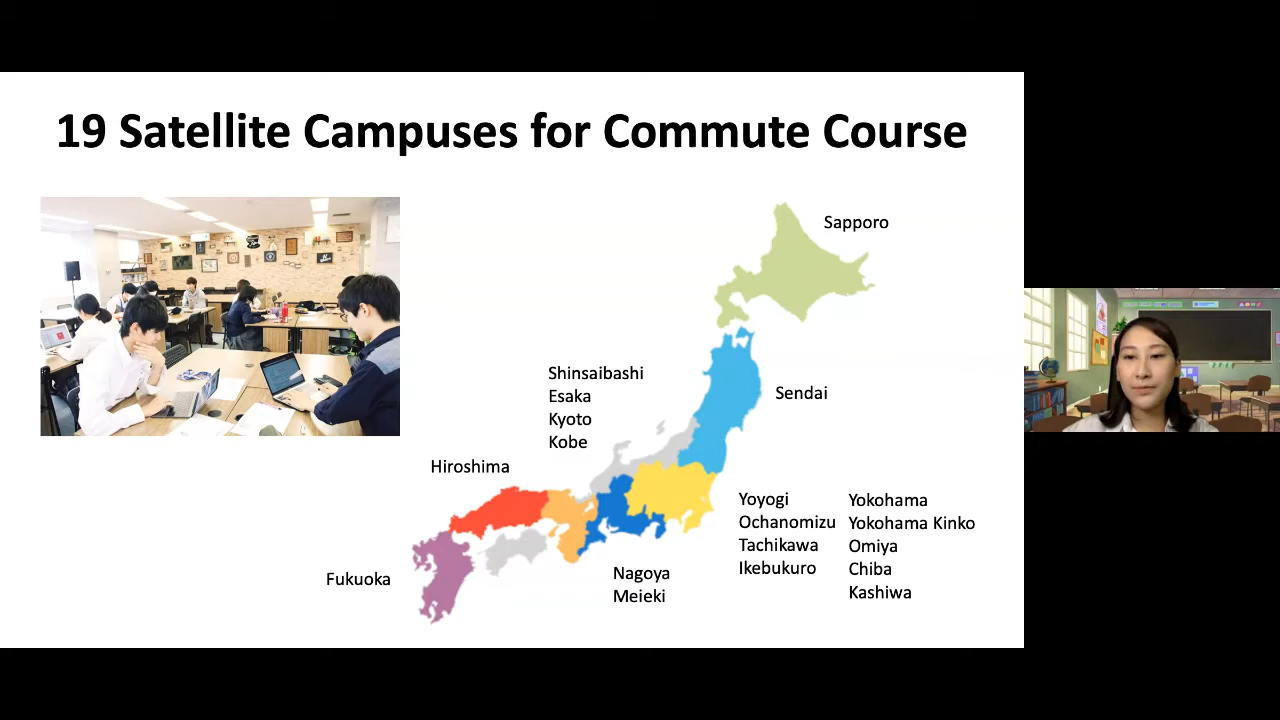 19 Satellite Campuses for Commute Course
Sapporo
Sendai
Shinsaibashi
Esaka
Kyoto
Kobe
Hiroshima
Fukuoka
Nagoya
Meieki
Yoyogi
Ochanomizu
Tachikawa
Ikebukuro
Yokohama
Yokohama Kinko
Omiya
Chiba
Kashiwa